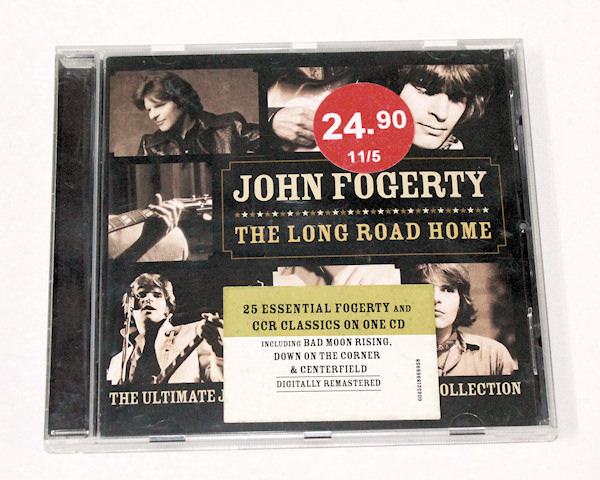 24.90
11/5
JOHN FOGERTY
THE LONG ROAD HOME
25 ESSENTIAL FOGERTY AND
CCR CLASSICS ON ONE CD
INCLUDING BAD MOON RISING,
DOWN ON THE CORNER
& CENTERFIELD
DIGITALLY REMASTERED
THE ULTIMATE J
OLLECTION